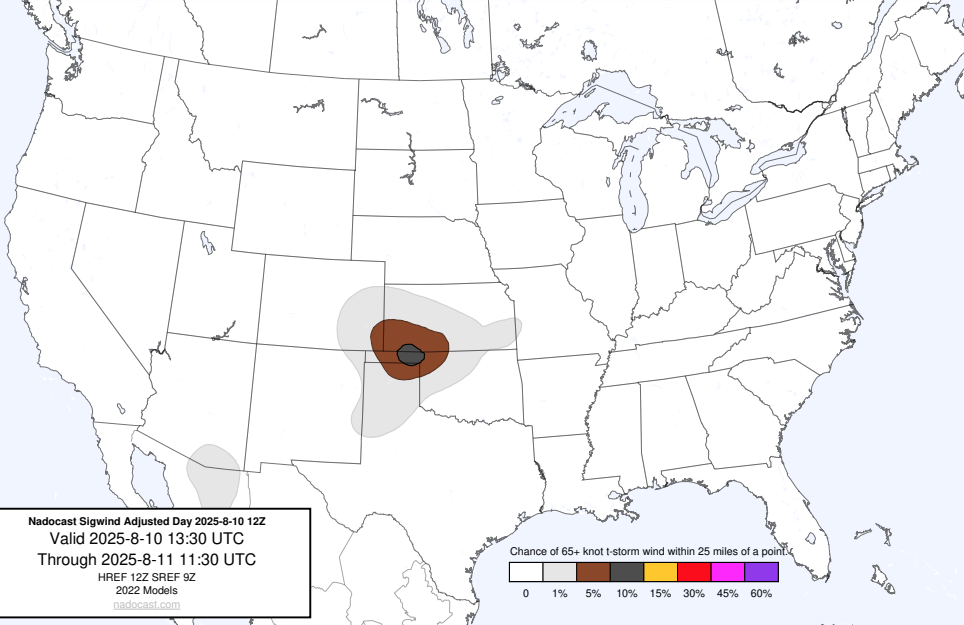 Nadocast Sigwind Adjusted Day 2025-8-10 12Z
Valid 2025-8-10 13:30 UTC
Through 2025-8-11 11:30 UTC
HREF 12Z SREF 9Z
2022 Models
nadocast.com
Chance of 65+ knot t-storm wind within 25 miles of a point.
0 1% 5% 10% 15% 30% 45% 60%